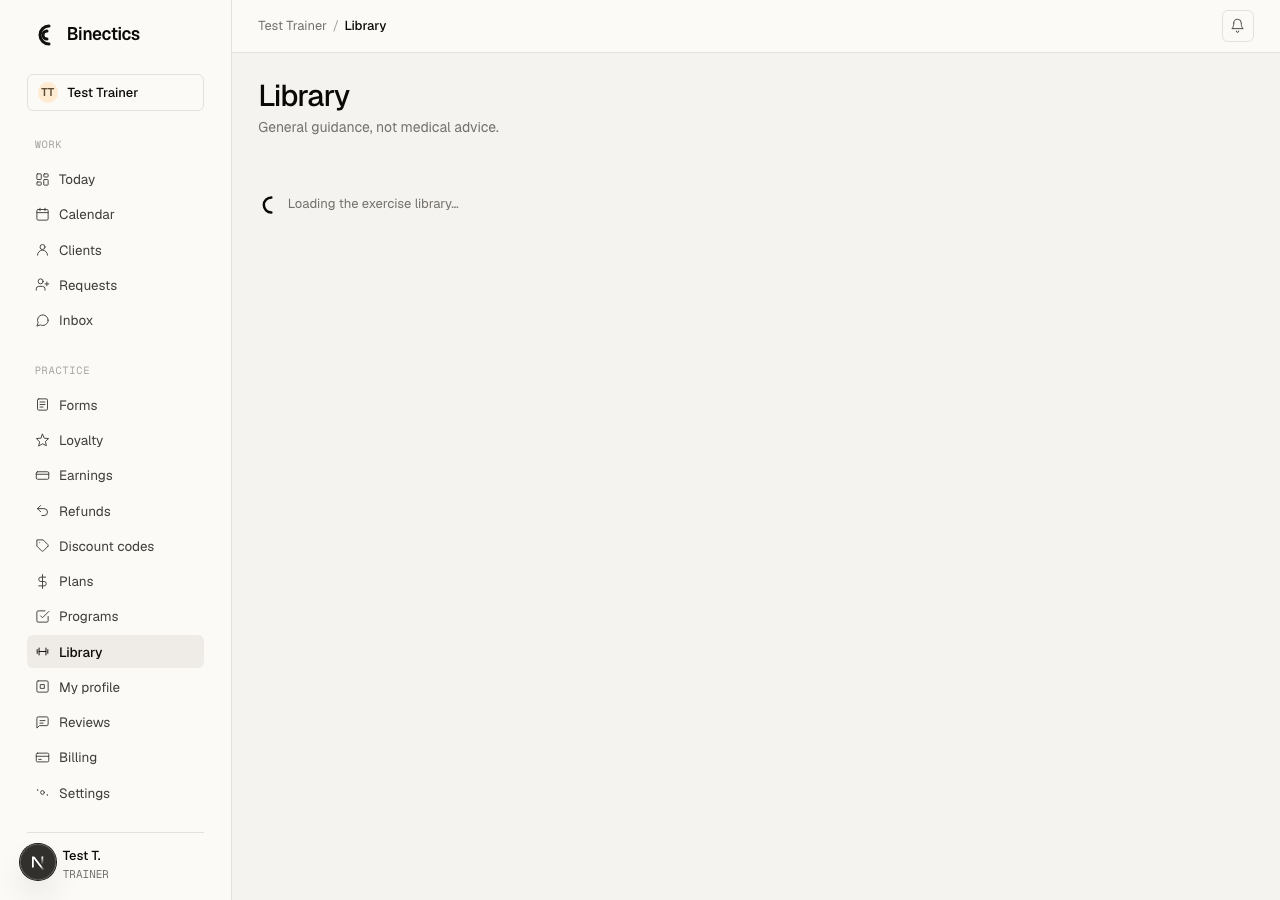 Binectics
TT Test Trainer
WORK
Today
Calendar
Clients
Requests
Inbox
PRACTICE
Forms
Loyalty
Earnings
Refunds
Discount codes
Plans
Programs
Library
My profile
Reviews
Billing
Settings
N
Test T.
TRAINER
Test Trainer / Library
Library
General guidance, not medical advice.
Loading the exercise library…